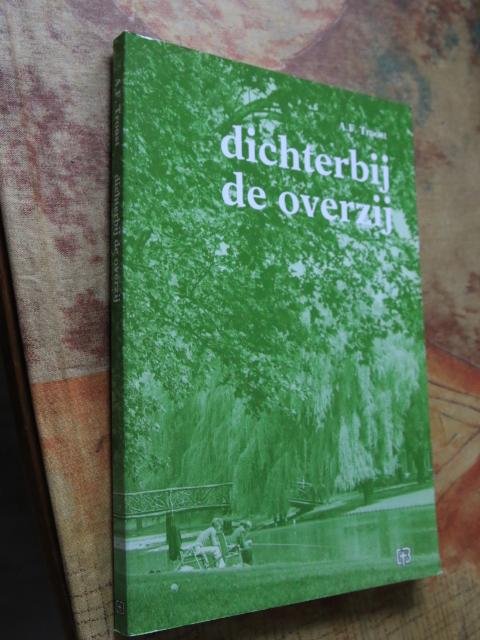 A.F. Troost
dichterbij
de overzij
A.F. Troost dichterbij de overzij